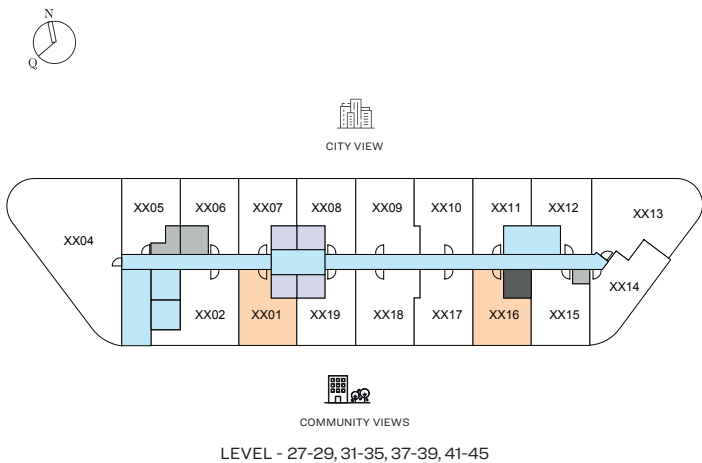 N
Q
CITY VIEW
XX05 XX06 XX07 XX08 XX09 XX10 XX11 XX12
XX04 XX13
XX14
XX02 XX01 XX19 XX18 XX17 XX16 XX15
COMMUNITY VIEWS
LEVEL - 27-29, 31-35, 37-39, 41-45